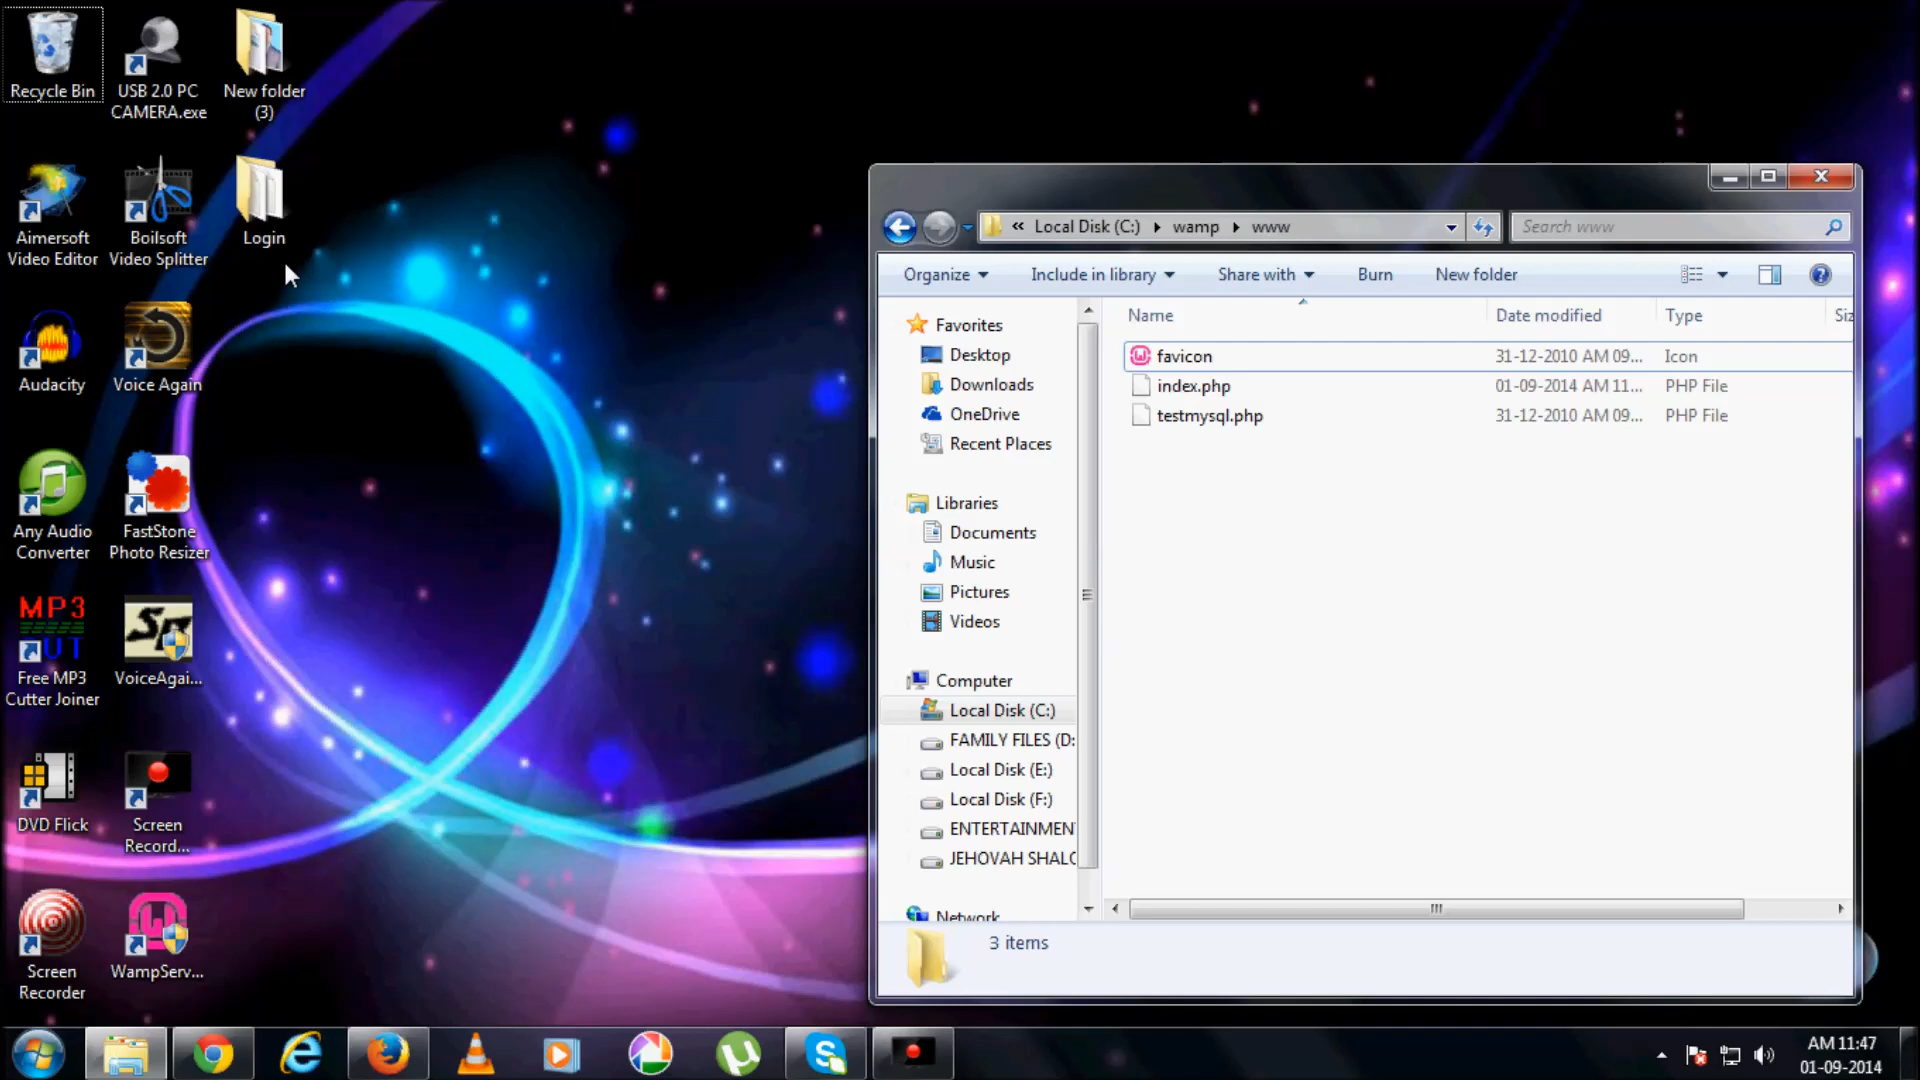 Recycle Bin
USB 2.0 PC
CAMERA.exe
New folder
(3)
Aimersoft
Video Editor
Boilsoft
Video Splitter
Login
Audacity
Voice Again
Any Audio
Converter
FastStone
Photo Resizer
MP3
UT
Free MP3
Cutter Joiner
VoiceAgai...
DVD Flick
Screen
Record...
Screen
Recorder
WampServ...
« Local Disk (C:) ▸ wamp ▸ www
Search www
Organize
Include in library
Share with
Burn
New folder
Name
Date modified
Type
Siz
favicon
31-12-2010 AM 09...
Icon
index.php
01-09-2014 AM 11...
PHP File
testmysql.php
31-12-2010 AM 09...
PHP File
Favorites
Desktop
Downloads
OneDrive
Recent Places
Libraries
Documents
Music
Pictures
Videos
Computer
Local Disk (C:)
FAMILY FILES (D:
Local Disk (E:)
Local Disk (F:)
ENTERTAINMEN
JEHOVAH SHALO
Network
3 items
AM 11:47
01-09-2014